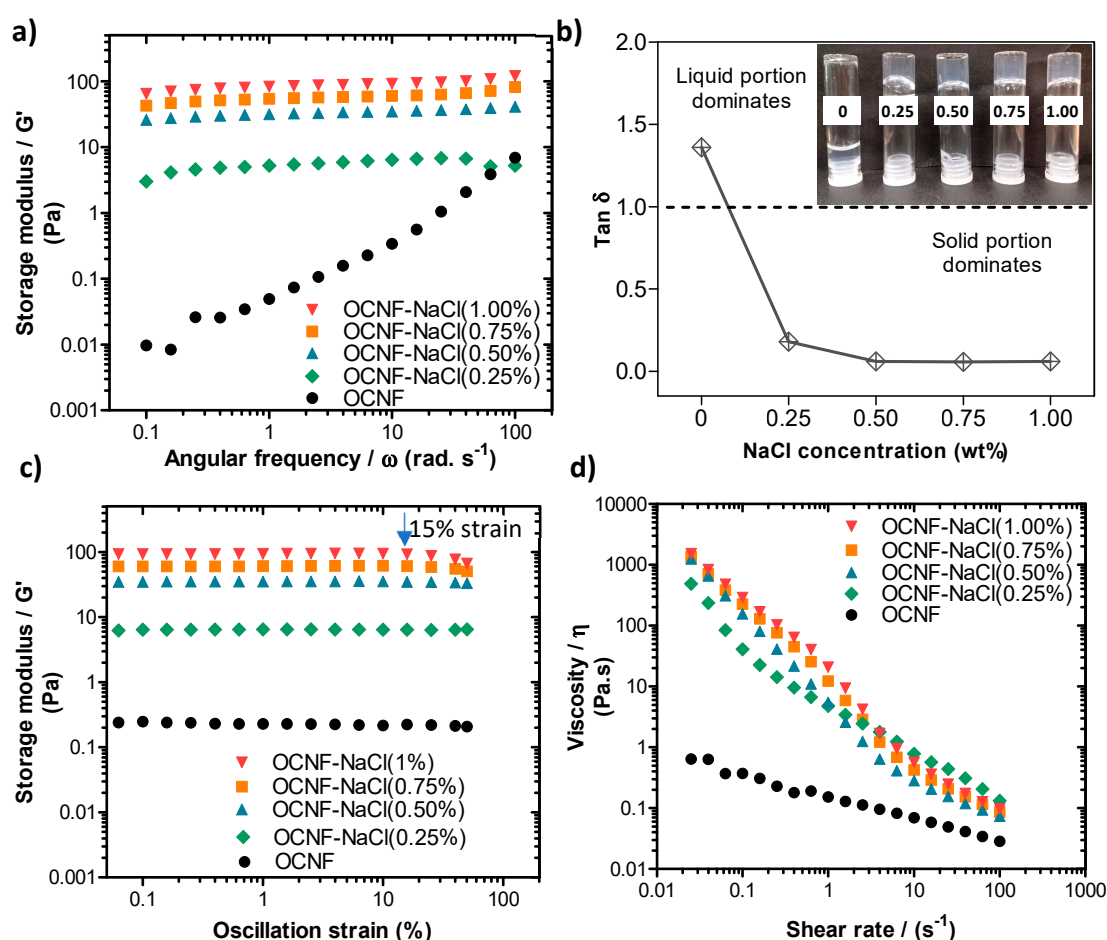 a)
Storage modulus / G'
(Pa)
100
10
1
0.1
0.01
0.001
OCNF-NaCl(1.00%)
OCNF-NaCl(0.75%)
OCNF-NaCl(0.50%)
OCNF-NaCl(0.25%)
OCNF
0.1 1 10 100
Angular frequency / ω (rad. s⁻¹)
b)
Tan δ
2.0
1.5
1.0
0.5
0.0
Liquid portion
dominates
0 0.25 0.50 0.75 1.00
Solid portion
dominates
0 0.25 0.50 0.75 1.00
NaCl concentration (wt%)
c)
Storage modulus / G'
(Pa)
100
10
1
0.1
0.01
0.001
15% strain
OCNF-NaCl(1%)
OCNF-NaCl(0.75%)
OCNF-NaCl(0.50%)
OCNF-NaCl(0.25%)
OCNF
0.1 1 10 100
Oscillation strain (%)
d)
Viscosity / η
(Pa.s)
10000
1000
100
10
1
0.1
0.01
OCNF-NaCl(1.00%)
OCNF-NaCl(0.75%)
OCNF-NaCl(0.50%)
OCNF-NaCl(0.25%)
OCNF
0.01 0.1 1 10 100 1000
Shear rate / (s⁻¹)